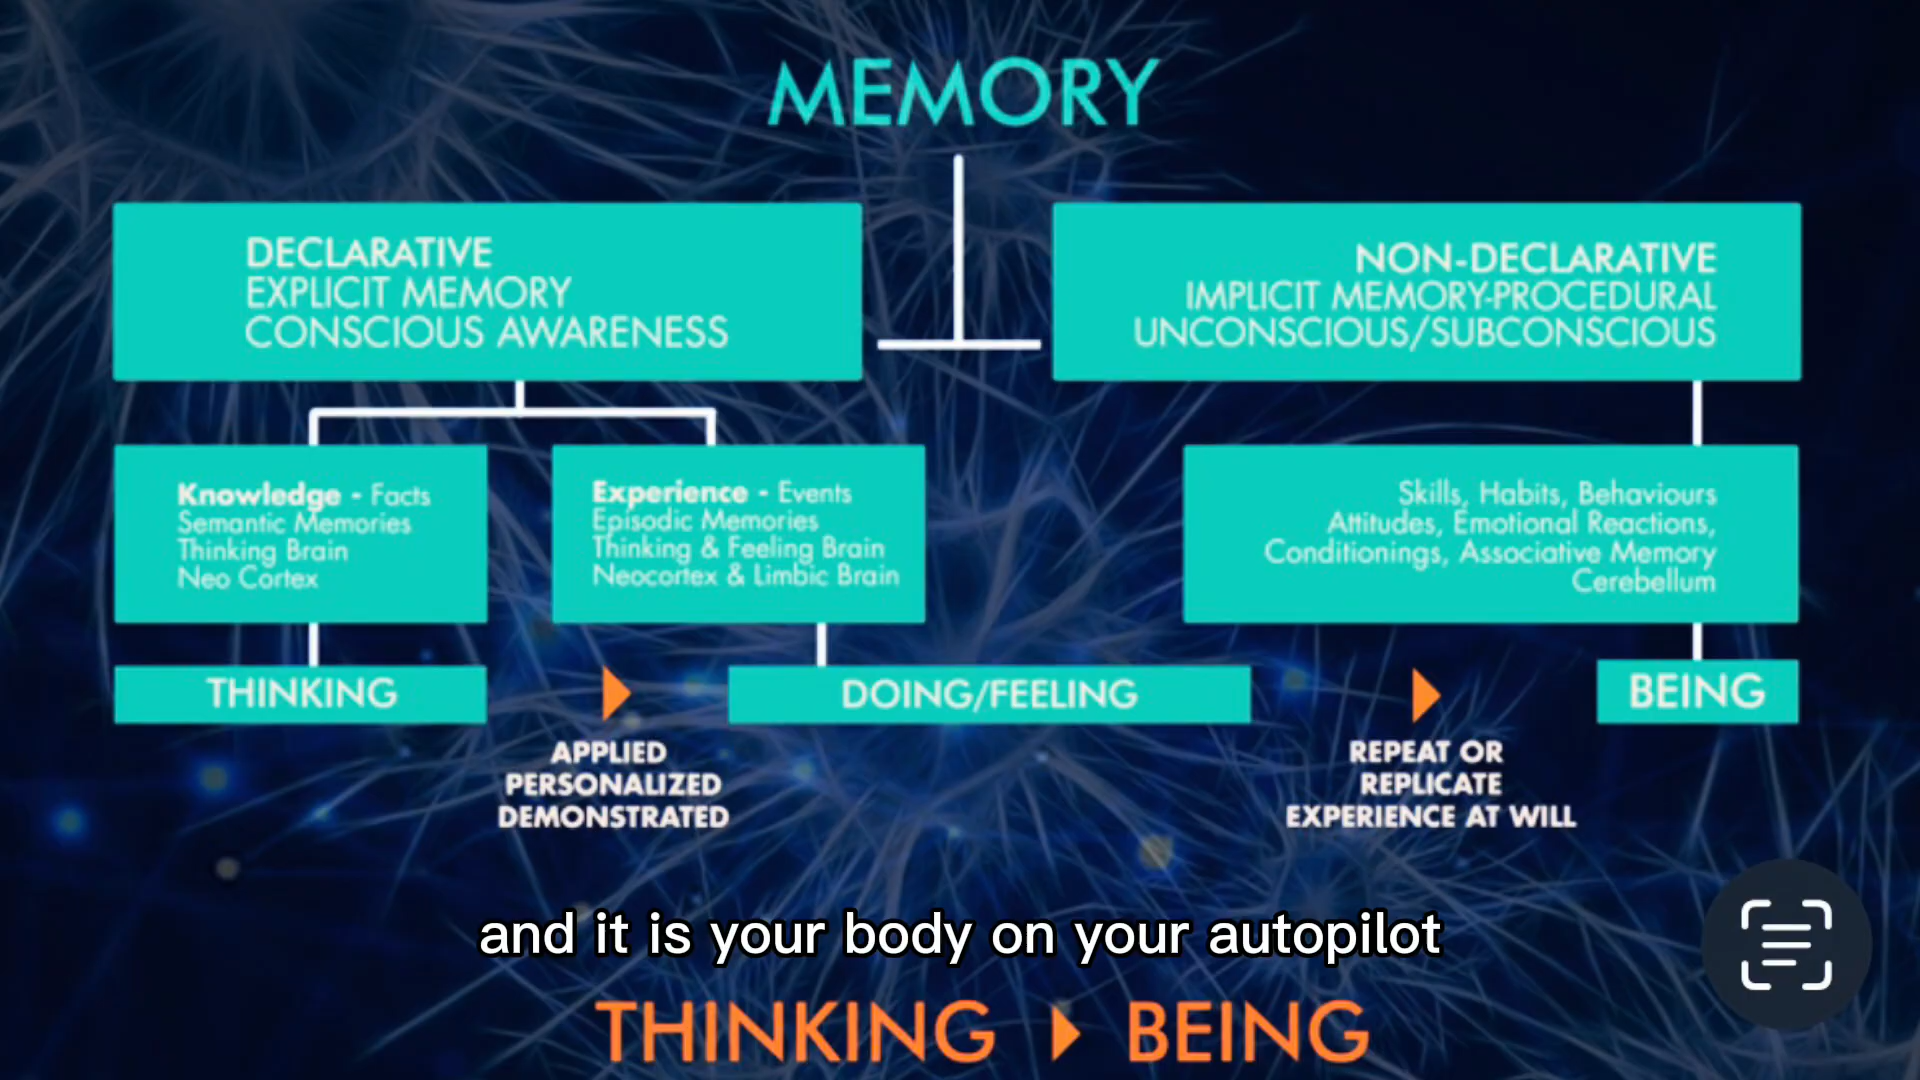 MEMORY
DECLARATIVE
EXPLICIT MEMORY
CONSCIOUS AWARENESS
NON-DECLARATIVE
IMPLICIT MEMORY-PROCEDURAL
UNCONSCIOUS/SUBCONSCIOUS
Knowledge - Facts
Semantic Memories
Thinking Brain
Neo Cortex
Experience - Events
Episodic Memories
Thinking & Feeling Brain
Neocortex & Limbic Brain
Skills, Habits, Behaviours
Attitudes, Emotional Reactions,
Conditionings, Associative Memory
Cerebellum
THINKING
DOING/FEELING
BEING
APPLIED
PERSONALIZED
DEMONSTRATED
REPEAT OR
REPLICATE
EXPERIENCE AT WILL
and it is your body on your autopilot
THINKING BEING